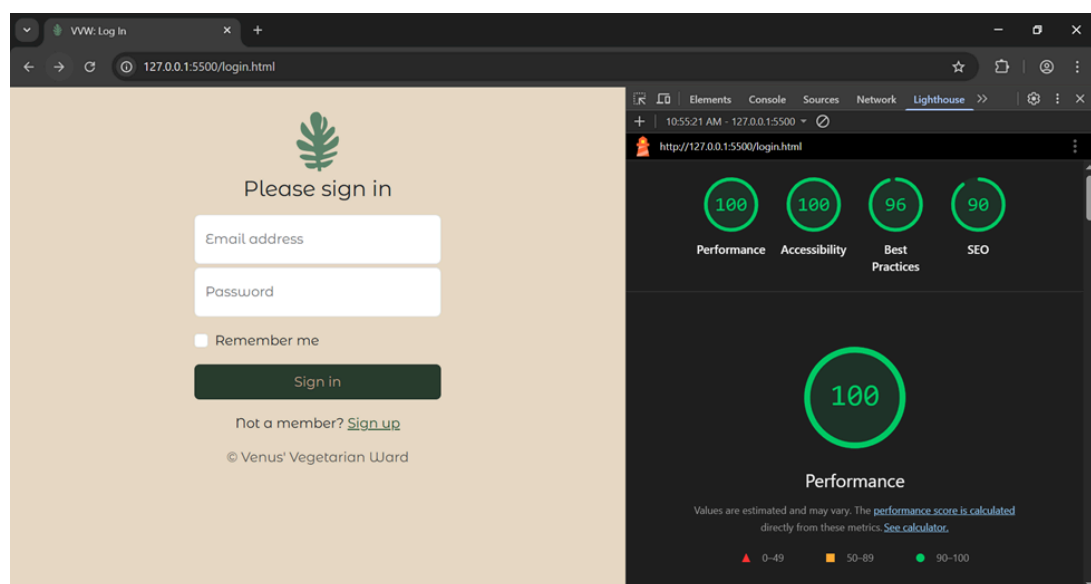 VVW: Log In
127.0.0.1:5500/login.html
Please sign in
Email address
Password
Remember me
Sign in
Not a member? Sign up
© Venus' Vegetarian Ward
Elements Console Sources Network Lighthouse
10:55:21 AM - 127.0.0.1:5500
http://127.0.0.1:5500/login.html
100 100 96 90
Performance Accessibility Best Practices SEO
100
Performance
Values are estimated and may vary. The performance score is calculated
directly from these metrics. See calculator.
0–49 50–89 90–100